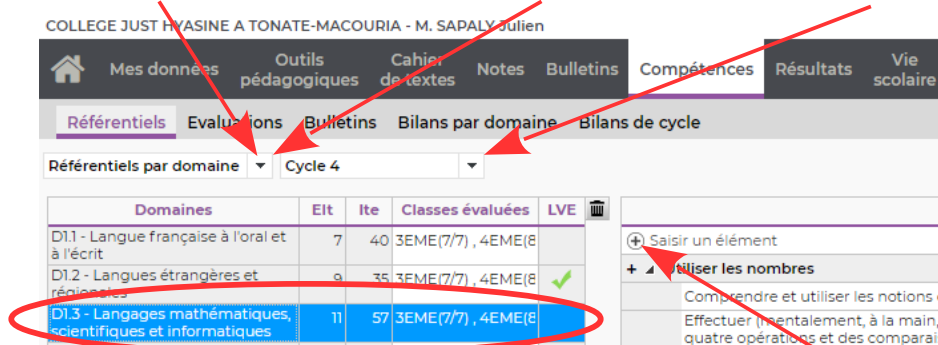 COLLEGE JUST HYASINE A TONATE-MACOURIA - M. SAPALY Julien
Mes données
Outils
pédagogiques
Cahier
de textes
Notes
Bulletins
Compétences
Résultats
Vie
scolaire
Référentiels Evaluations Bulletins Bilans par domaine Bilans de cycle
Référentiels par domaine Cycle 4
Domaines Elt Ite Classes évaluées LVE
D1.1 - Langue française à l'oral et
à l'écrit
7 40 3EME(7/7) , 4EME(8
D1.2 - Langues étrangères et
régionales
9 35 3EME(7/7) , 4EME(8
D1.3 - Langages mathématiques,
scientifiques et informatiques
11 57 3EME(7/7) , 4EME(8
Saisir un élément
Utiliser les nombres
Comprendre et utiliser les notions
Effectuer (mentalement, à la main,
quatre opérations et des comparai